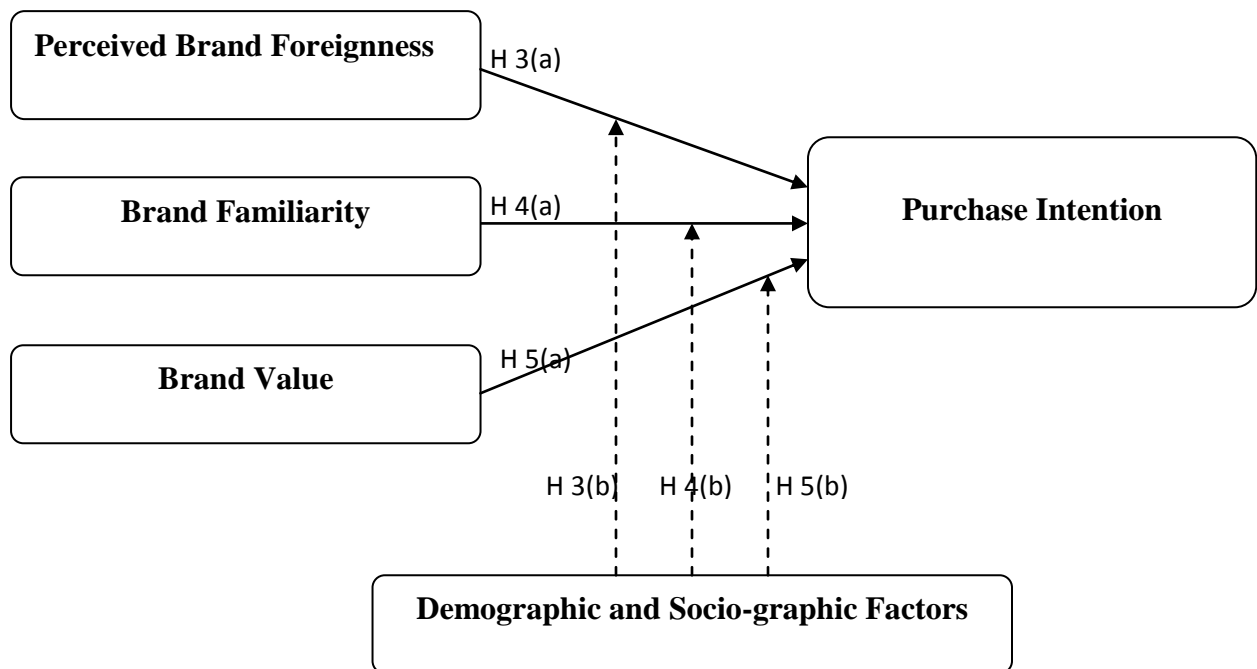 Perceived Brand Foreignness
H 3(a)
Brand Familiarity
H 4(a)
Purchase Intention
Brand Value
H 5(a)
H 3(b)
H 4(b)
H 5(b)
Demographic and Socio-graphic Factors